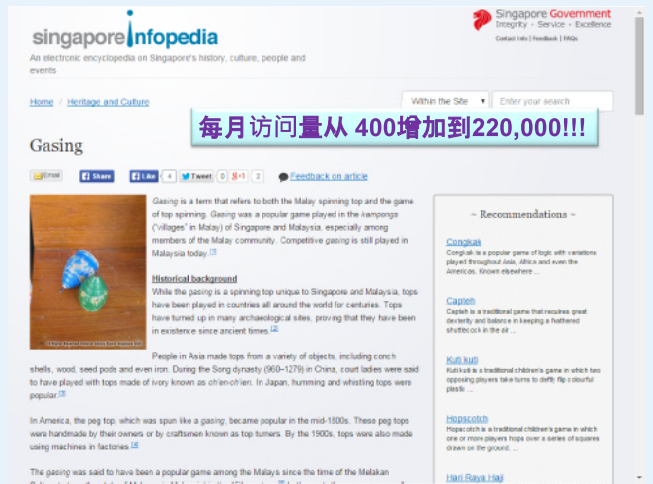 singapore infopedia
An electronic encyclopedia on Singapore's history, culture, people and
events
Singapore Government
Integrity · Service · Excellence
Contact Info | Feedback | FAQs
Home / Heritage and Culture
Within the Site
Enter your search
每月访问量从 400增加到220,000!!!
Gasing
Email
Share
Like
4
Tweet
0
+1
2
Feedback on article
Gasing is a term that refers to both the Malay spinning top and the game
of top spinning. Gasing was a popular game played in the kampongs
("villages" in Malay) of Singapore and Malaysia, especially among
members of the Malay community. Competitive gasing is still played in
Malaysia today.[1]
Historical background
While the gasing is a spinning top unique to Singapore and Malaysia, tops
have been played in countries all around the world for centuries. Tops
have turned up in many archaeological sites, proving that they have been
in existence since ancient times.[2]
People in Asia made tops from a variety of objects, including conch
shells, wood, seed pods and even iron. During the Song dynasty (960–1279) in China, court ladies were said
to have played with tops made of ivory known as ch'ien-ch'ien. In Japan, humming and whistling tops were
popular.[3]
In America, the peg top, which was spun like a gasing, became popular in the mid-1800s. These peg tops
were handmade by their owners or by craftsmen known as top turners. By the 1900s, tops were also made
using machines in factories.[4]
The gasing was said to have been a popular game among the Malays since the time of the Melakan
~ Recommendations ~
Congkak
Congkak is a popular game of logic with variations
played throughout Asia, Africa and even the
Americas. Known elsewhere ...
Capteh
Capteh is a traditional game that requires great
dexterity and balance in keeping a feathered
shuttlecock in the air ...
Kuti kuti
Kuti kuti is a traditional children's game in which two
opposing players take turns to deftly flip colourful
plastic ...
Hopscotch
Hopscotch is a traditional children's game in which
one or more players hops over a series of squares
drawn on the ground. ...
Hari Raya Haji